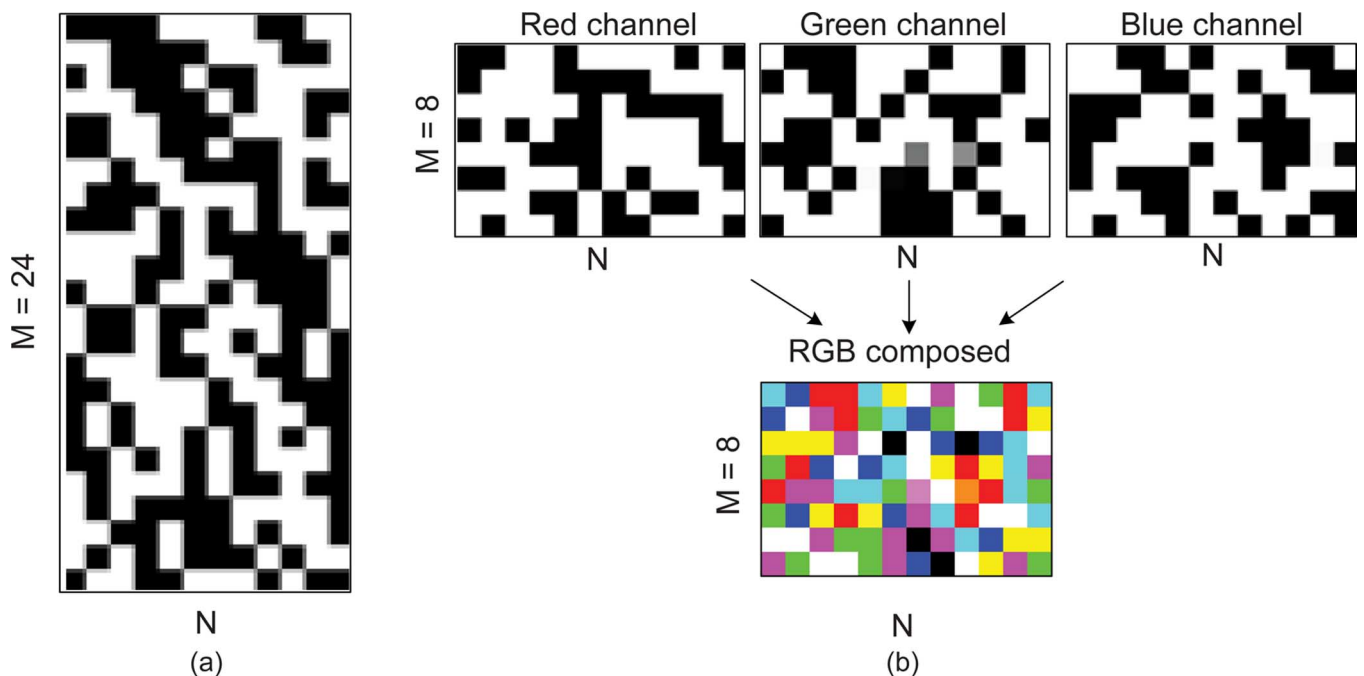 Red channel
Green channel
Blue channel
M = 24
M = 8
N
N
N
RGB composed
M = 8
N
(a)
N
(b)